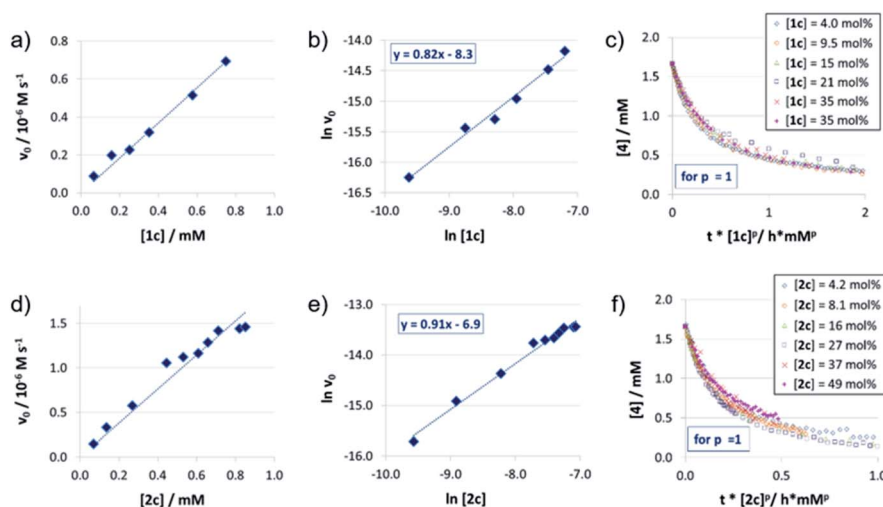 a)
v₀ / 10⁻⁶ M s⁻¹
0.8
0.6
0.4
0.2
0.0
0.0 0.2 0.4 0.6 0.8 1.0
[1c] / mM
b)
y = 0.82x - 8.3
ln v₀
-14.0
-14.5
-15.0
-15.5
-16.0
-16.5
-10.0 -9.0 -8.0 -7.0
ln [1c]
c)
[4] / mM
2.0
1.5
1.0
0.5
0.0
0 1 2
[1c] = 4.0 mol%
[1c] = 9.5 mol%
[1c] = 15 mol%
[1c] = 21 mol%
[1c] = 35 mol%
[1c] = 35 mol%
for p = 1
t * [1c]ᵖ/ h*mMᵖ
d)
v₀ / 10⁻⁶ M s⁻¹
1.5
1.0
0.5
0.0
0.0 0.2 0.4 0.6 0.8 1.0
[2c] / mM
e)
y = 0.91x - 6.9
ln v₀
-13.0
-14.0
-15.0
-16.0
-10.0 -9.0 -8.0 -7.0
ln [2c]
f)
[4] / mM
2.0
1.5
1.0
0.5
0.0
0.0 0.5 1.0
[2c] = 4.2 mol%
[2c] = 8.1 mol%
[2c] = 16 mol%
[2c] = 27 mol%
[2c] = 37 mol%
[2c] = 49 mol%
for p =1
t * [2c]ᵖ/ h*mMᵖ